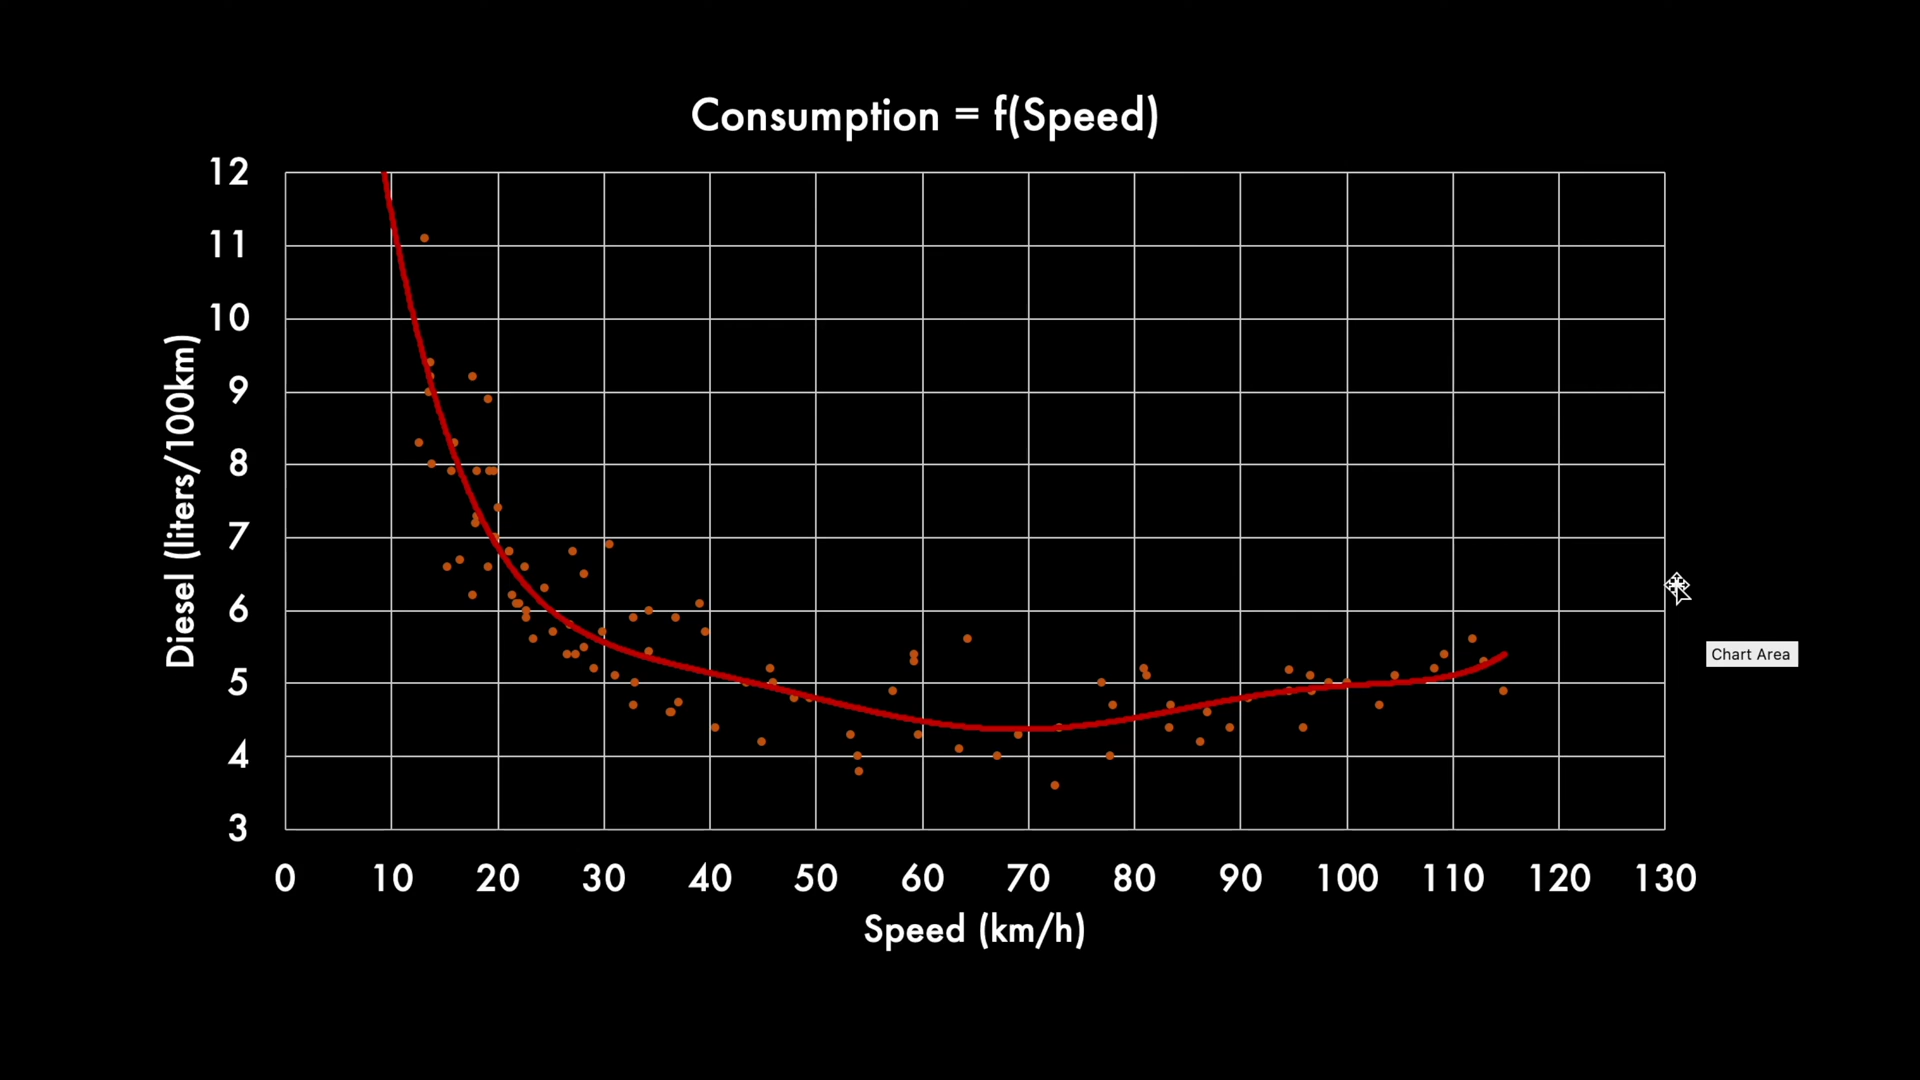 Consumption = f(Speed)
12
11
10
9
8
7
6
5
4
3
Diesel (liters/100km)
0 10 20 30 40 50 60 70 80 90 100 110 120 130
Speed (km/h)
Chart Area